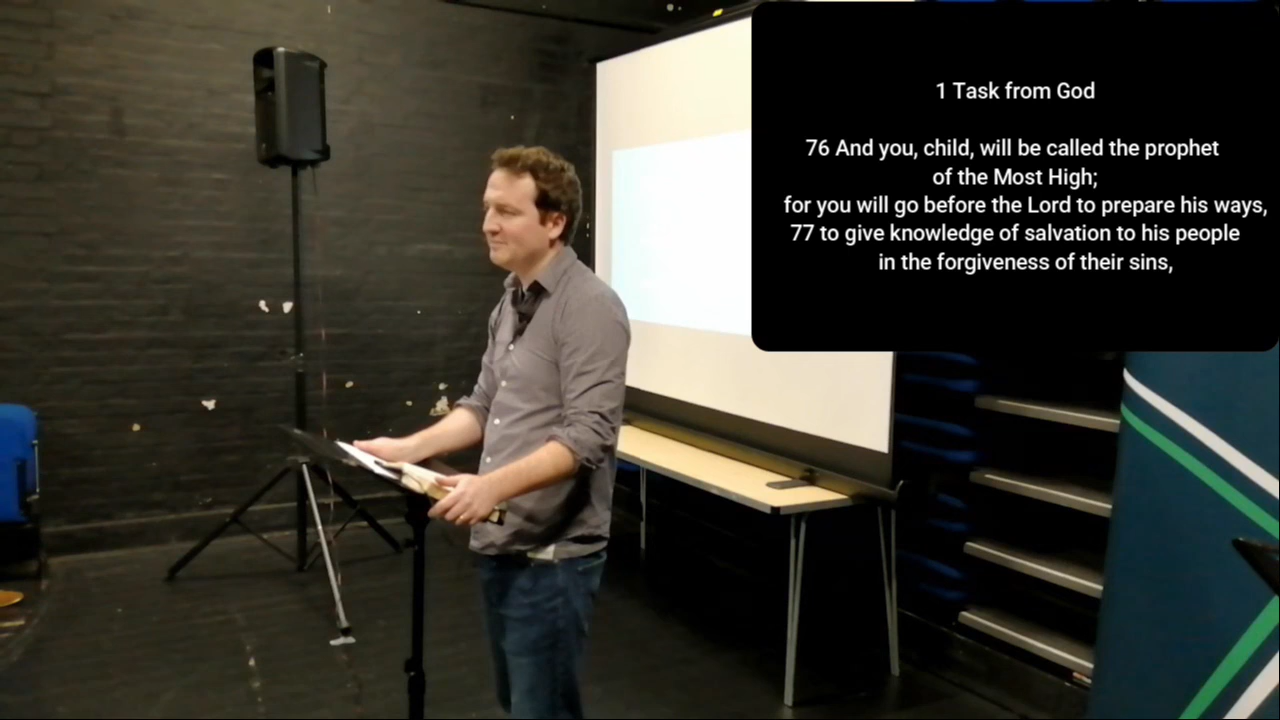 1 Task from God
76 And you, child, will be called the prophet
of the Most High;
for you will go before the Lord to prepare his ways,
77 to give knowledge of salvation to his people
in the forgiveness of their sins,